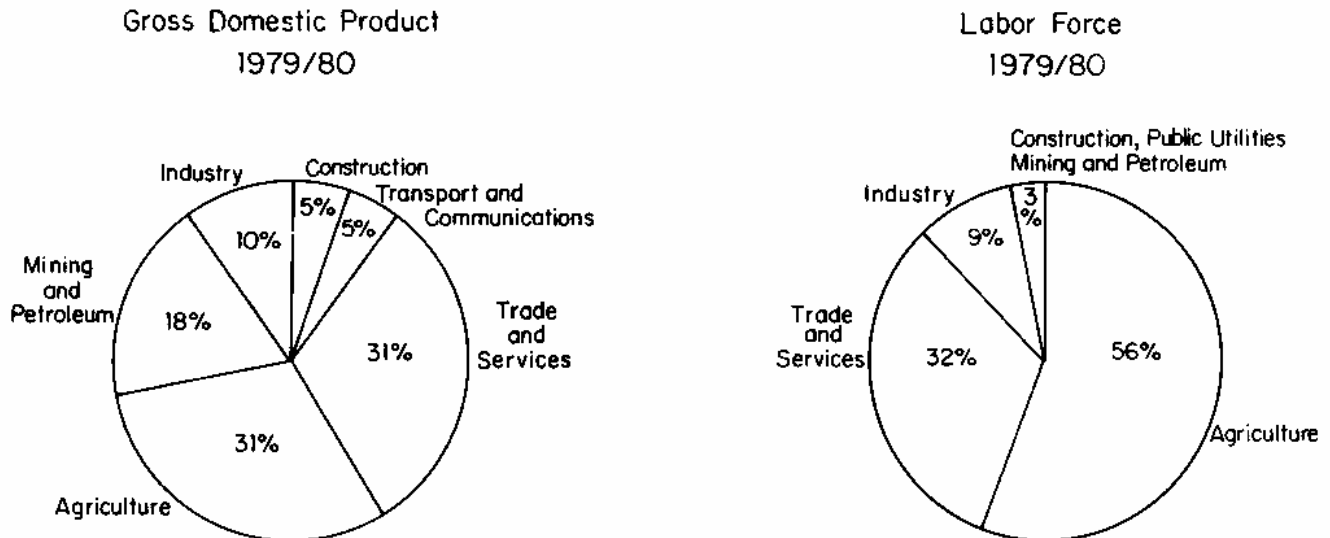 Gross Domestic Product
1979/80
Industry
Construction
Transport and
Communications
5%
5%
10%
Mining
and
Petroleum
18%
31%
Trade
and
Services
31%
Agriculture
Labor Force
1979/80
Construction, Public Utilities
Mining and Petroleum
Industry
3
%
9%
Trade
and
Services
32%
56%
Agriculture